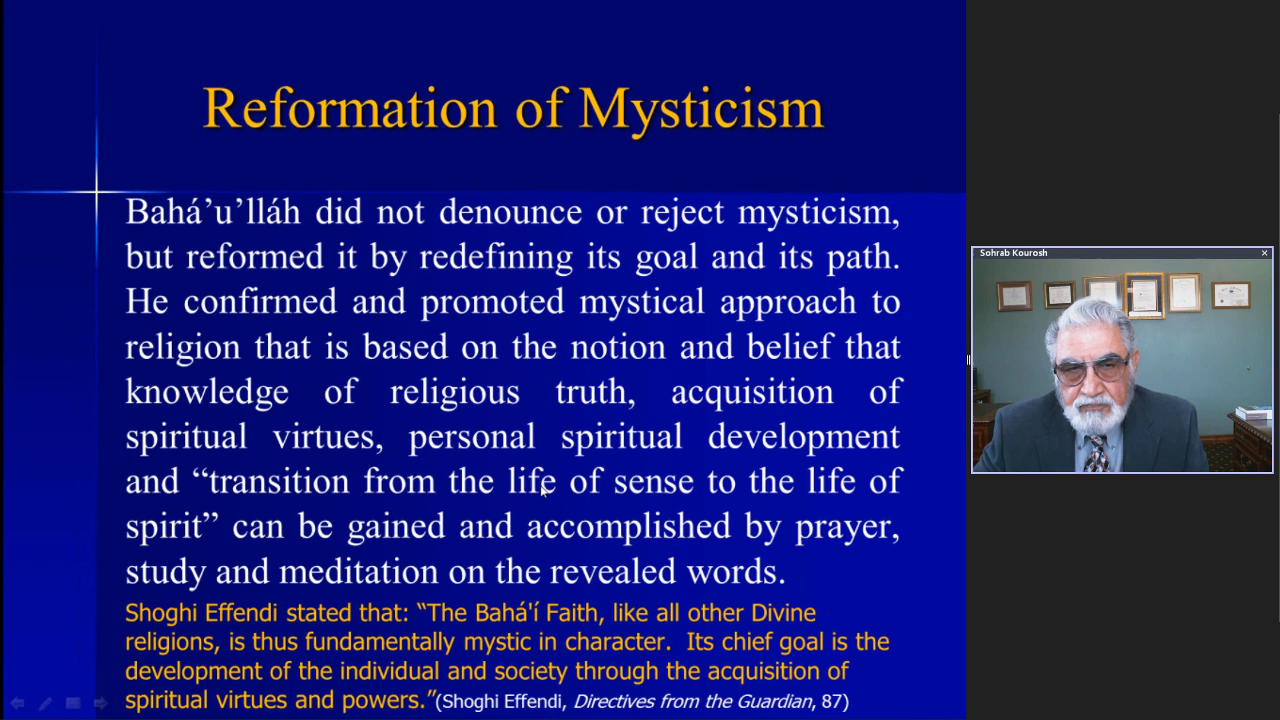 Reformation of Mysticism
Bahá’u’lláh did not denounce or reject mysticism,
but reformed it by redefining its goal and its path.
He confirmed and promoted mystical approach to
religion that is based on the notion and belief that
knowledge of religious truth, acquisition of
spiritual virtues, personal spiritual development
and “transition from the life of sense to the life of
spirit” can be gained and accomplished by prayer,
study and meditation on the revealed words.
Shoghi Effendi stated that: “The Bahá'í Faith, like all other Divine
religions, is thus fundamentally mystic in character.  Its chief goal is the
development of the individual and society through the acquisition of
spiritual virtues and powers.”(Shoghi Effendi, Directives from the Guardian, 87)
Sohrab Kourosh